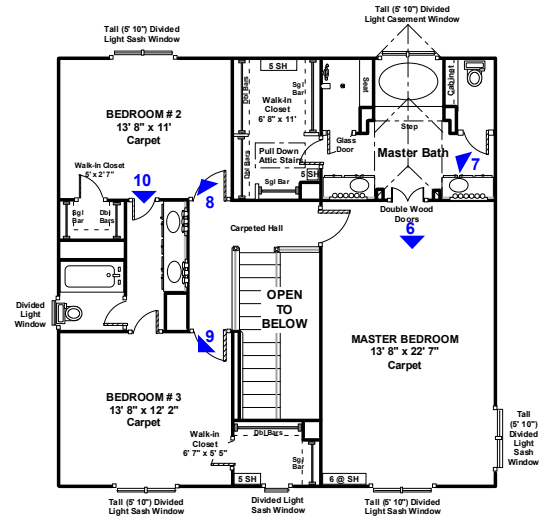 Tall (5' 10") Divided
Light Casement Window
Tall (5' 10") Divided
Light Sash Window
5 SH
Dbl Bars
Sgl
Bar
Walk-In
Closet
6' 8" x 11'
Seat
Cabinet
BEDROOM # 2
13' 8" x 11'
Carpet
Step
Glass
Door
Pull Down
Attic Stairs
Dbl Bars
Master Bath
7
Walk-In Closet
5' x 2' 7"
Sgl Bar
5 SH
10
8
Sgl
Bar
Dbl
Bars
Double Wood
Doors
6
Carpeted Hall
OPEN
TO
BELOW
Divided
Light
Window
9
MASTER BEDROOM
13' 8" x 22' 7"
Carpet
BEDROOM # 3
13' 8" x 12' 2"
Carpet
Tall
(5' 10")
Divided
Light
Sash
Window
Walk-in
Closet
6' 7" x 5' 5"
Dbl Bars
Sgl
Bar
5 SH
6 @ SH
Tall (5' 10") Divided
Light Sash Window
Divided Light
Sash Window
Tall (5' 10") Divided
Light Sash Window